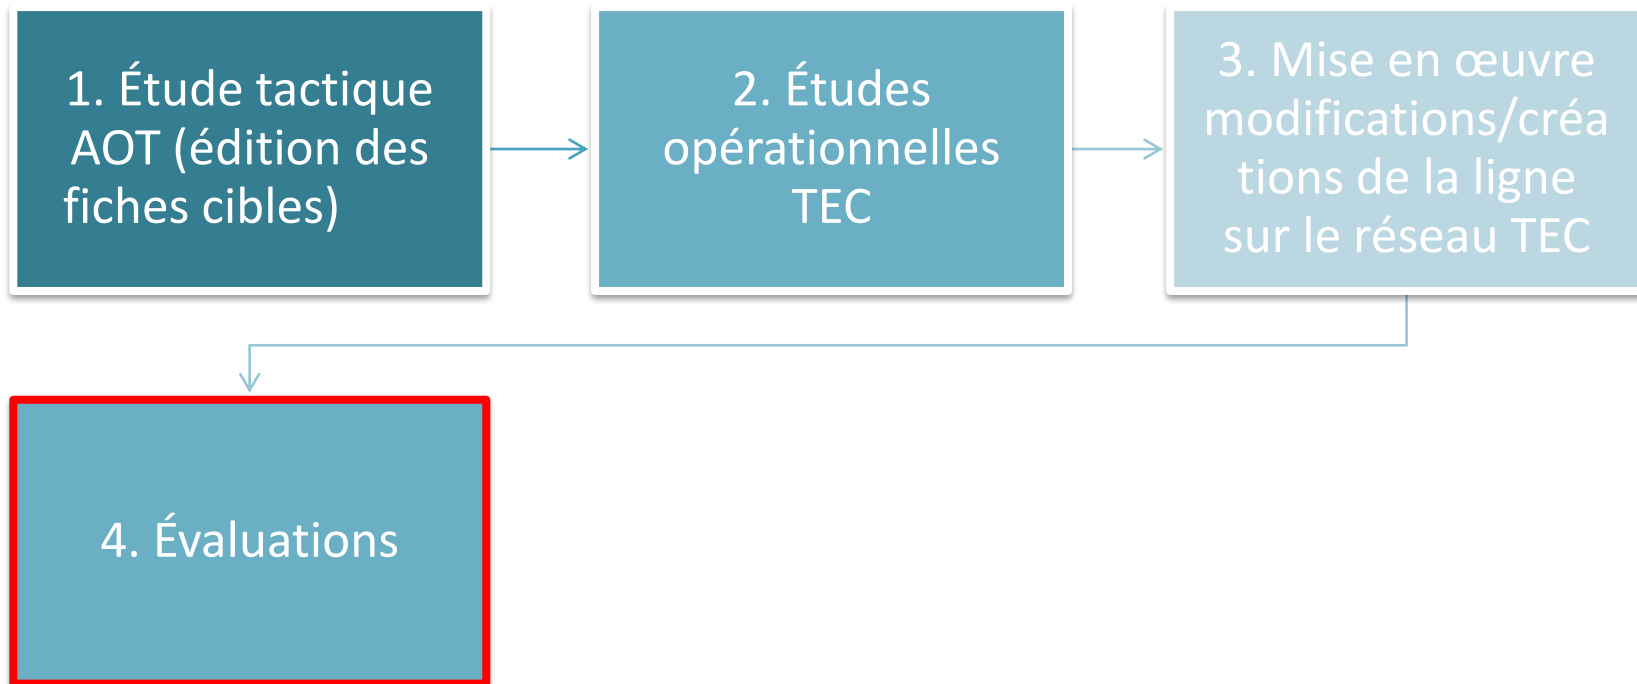 1. Étude tactique
AOT (édition des
fiches cibles)
2. Études
opérationnelles
TEC
3. Mise en œuvre
modifications/créa
tions de la ligne
sur le réseau TEC
4. Évaluations